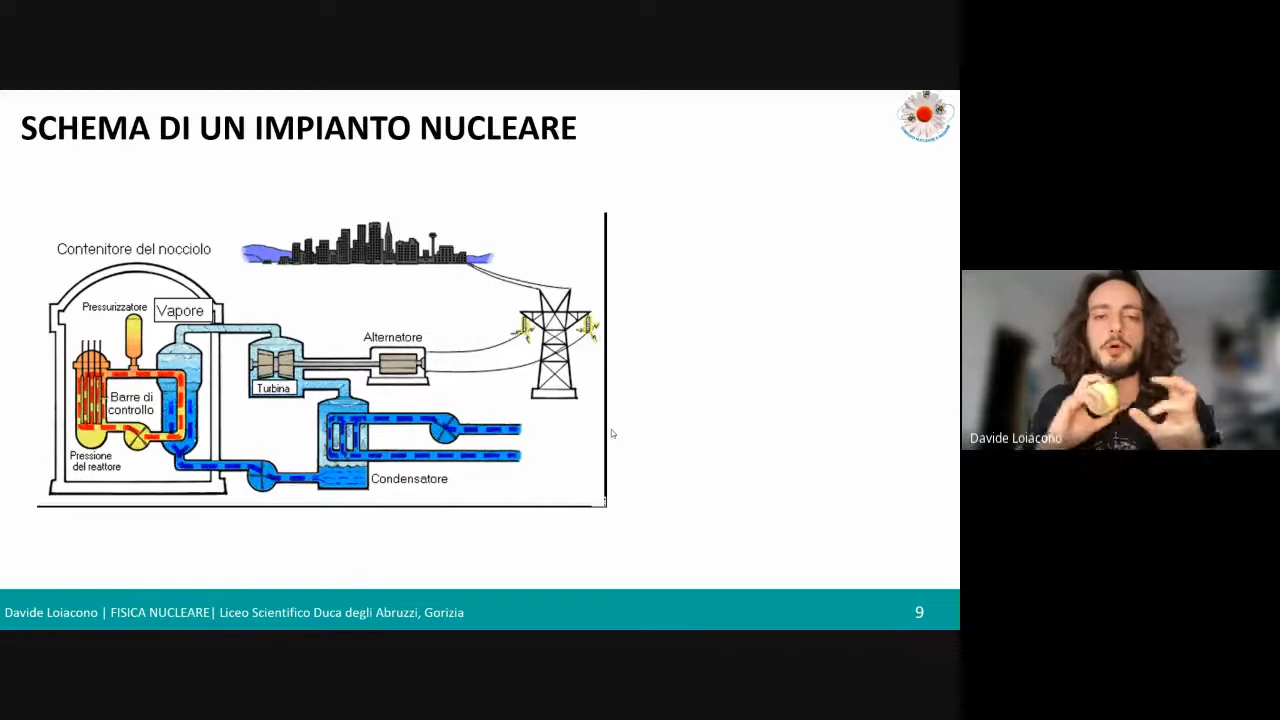 SCHEMA DI UN IMPIANTO NUCLEARE
Contenitore del nocciolo
Pressurizzatore
Vapore
Alternatore
Turbina
Barre di
controllo
Pressione
del reattore
Condensatore
Davide Loiacono
Davide Loiacono | FISICA NUCLEARE| Liceo Scientifico Duca degli Abruzzi, Gorizia
9